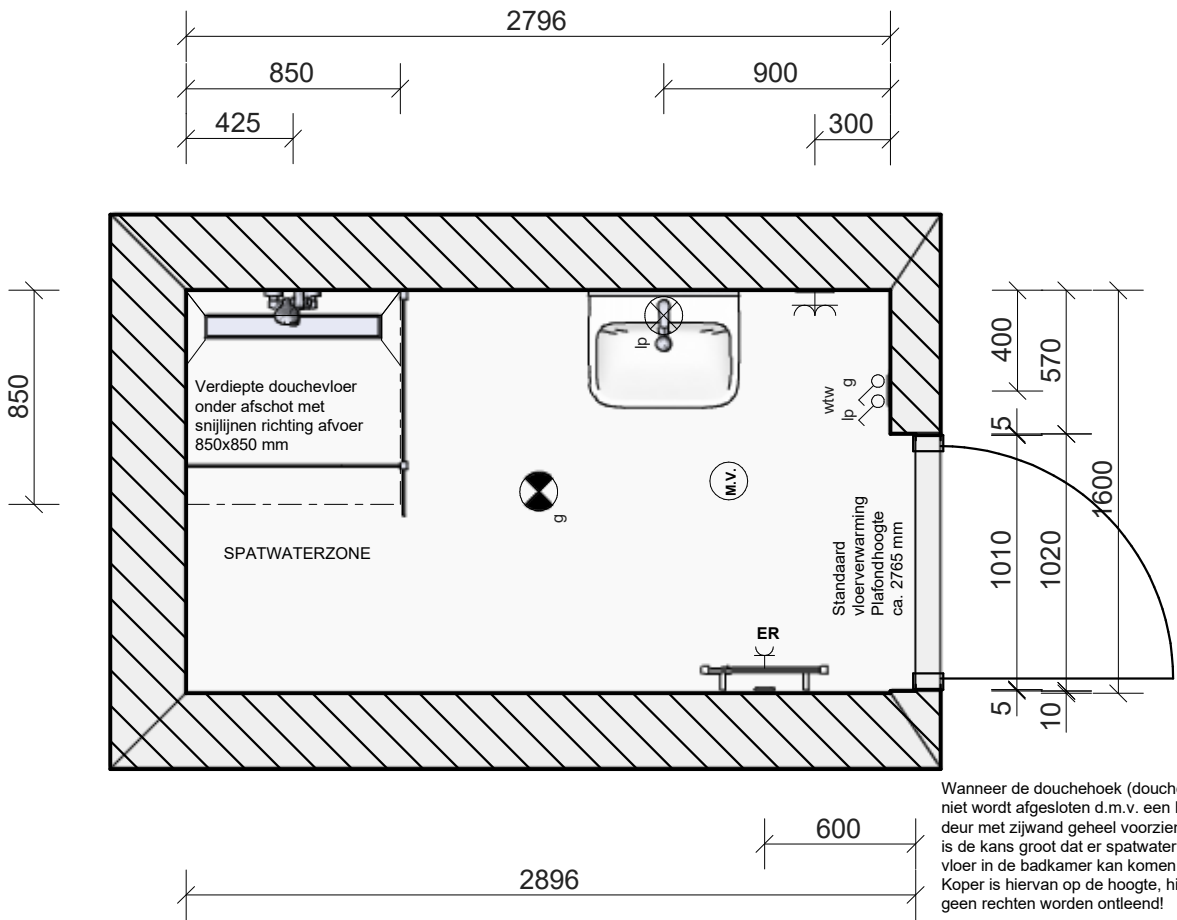 2796
850
900
425
300
850
400
570
5
1600
1010
1020
5
10
lp
g
wtw
lp
Verdiepte douchevloer
onder afschot met
snijlijnen richting afvoer
850x850 mm
M.V.
g
SPATWATERZONE
Standaard
vloerverwarming
Plafondhoogte
ca. 2765 mm
ER
600
2896
Wanneer de douchehoek (douche
niet wordt afgesloten d.m.v. een
deur met zijwand geheel voorzien
is de kans groot dat er spatwater
vloer in de badkamer kan komen
Koper is hiervan op de hoogte, hi
geen rechten worden ontleend!